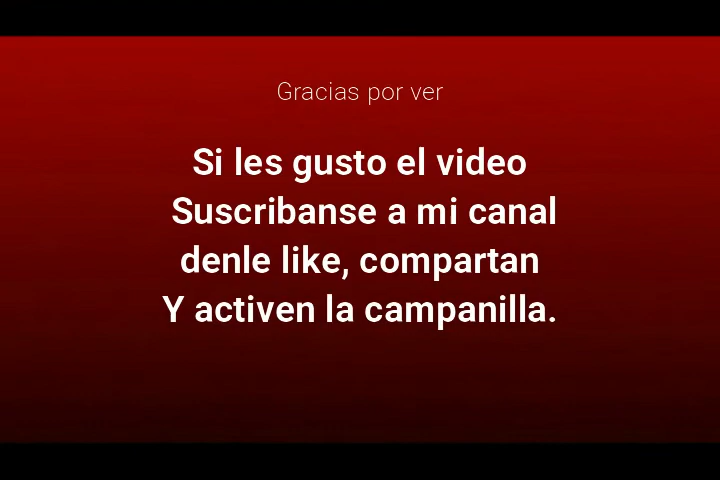 Gracias por ver
Si les gusto el video
Suscribanse a mi canal
denle like, compartan
Y activen la campanilla.